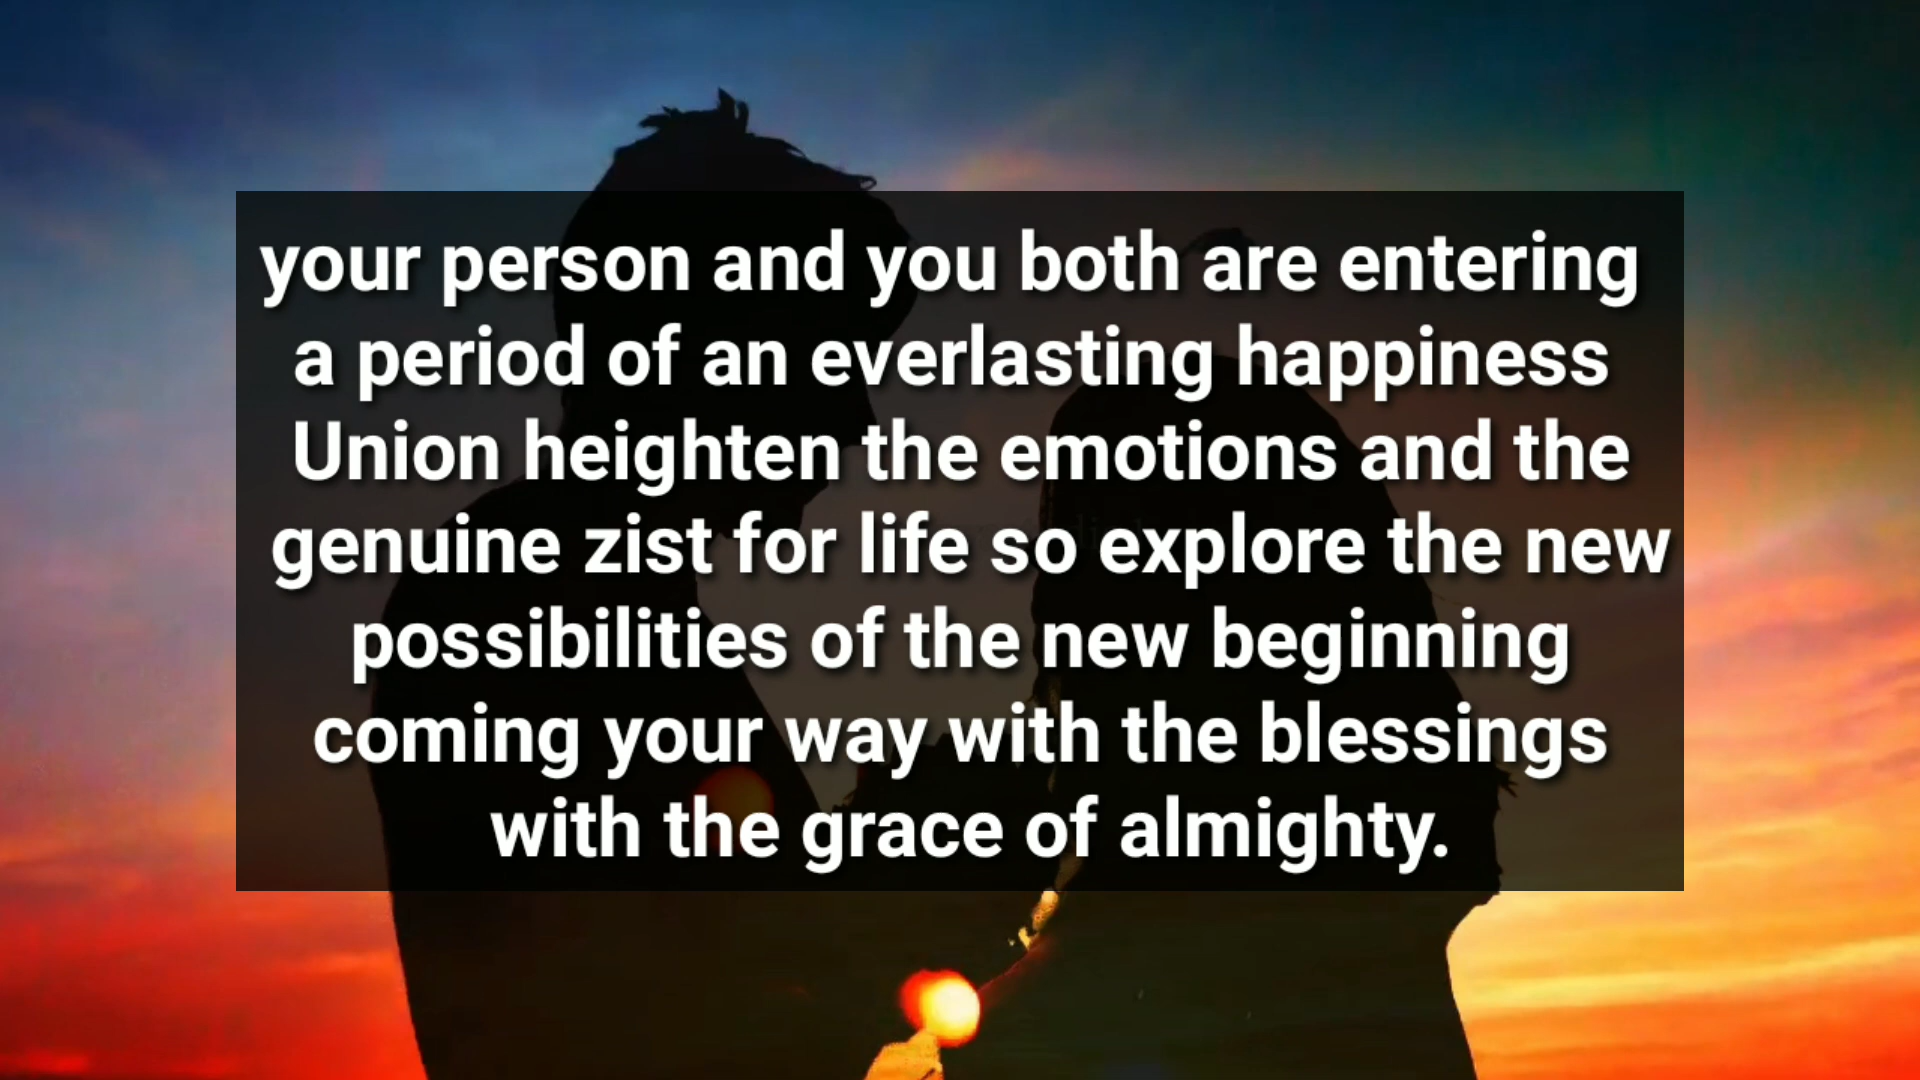 your person and you both are entering
a period of an everlasting happiness
Union heighten the emotions and the
genuine zist for life so explore the new
possibilities of the new beginning
coming your way with the blessings
with the grace of almighty.